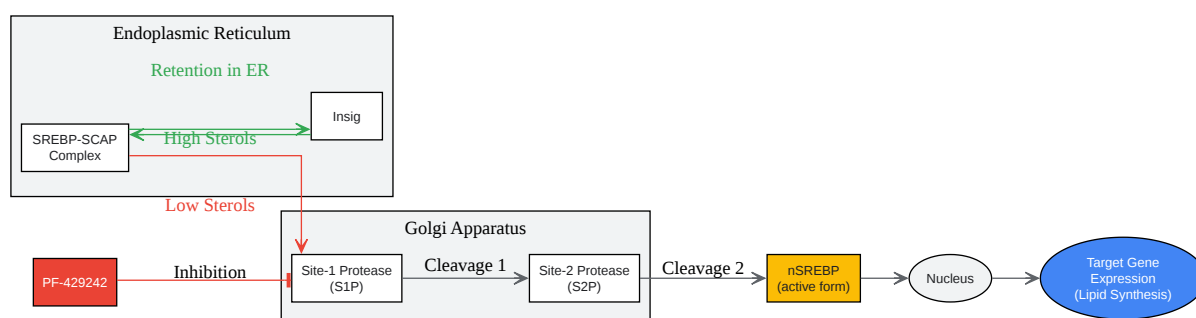 Endoplasmic Reticulum
Retention in ER
Insig
SREBP-SCAP
Complex
High Sterols
Low Sterols
Golgi Apparatus
PF-429242
Inhibition
Site-1 Protease
(S1P)
Cleavage 1
Site-2 Protease
(S2P)
Cleavage 2
nSREBP
(active form)
Nucleus
Target Gene
Expression
(Lipid Synthesis)